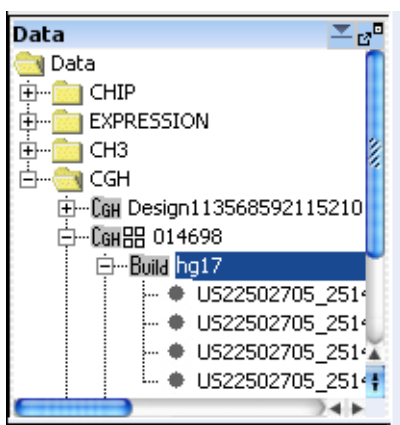 Data
Data
CHIP
EXPRESSION
CH3
CGH
CGH Design113568592115210
CGH 014698
Build hg17
US22502705_251
US22502705_251
US22502705_251
US22502705_251